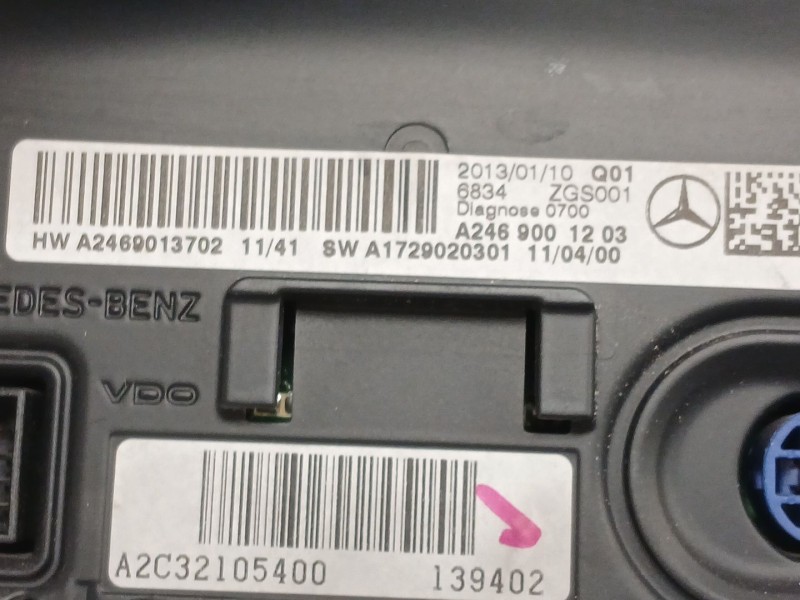 2013/01/10 Q01
6834 ZGS001
Diagnose 0700
A246 900 12 03
HW A2469013702 11/41 SW A1729020301 11/04/00
EDES-BENZ
VDO
A2C32105400 139402